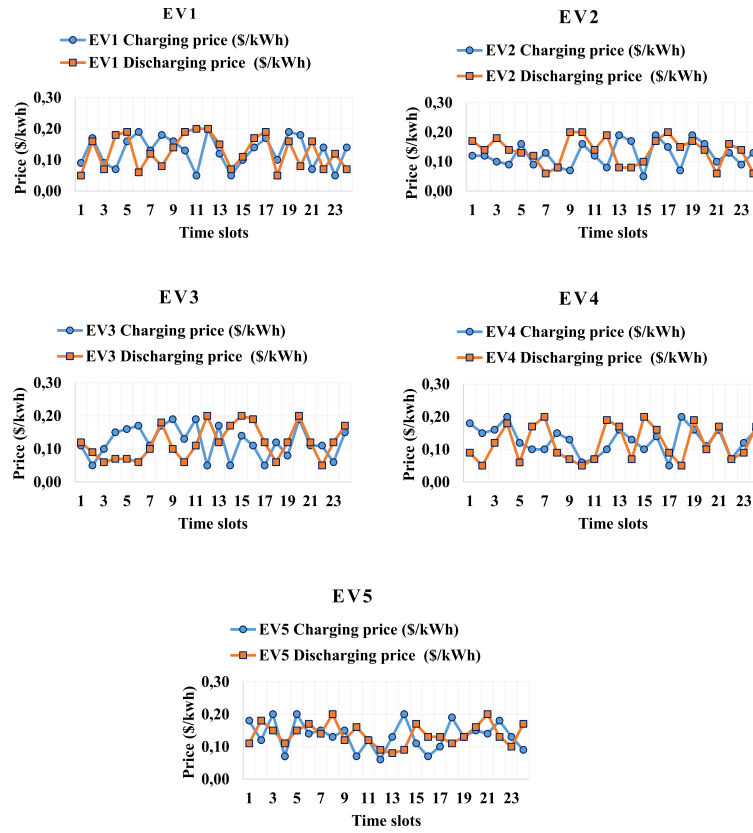 EV1
EV1 Charging price ($/kWh)
EV1 Discharging price ($/kWh)
Price ($/kwh)
0,30
0,20
0,10
0,00
1 3 5 7 9 11 13 15 17 19 21 23
Time slots
EV2
EV2 Charging price ($/kWh)
EV2 Discharging price ($/kWh)
Price ($/kwh)
0,30
0,20
0,10
0,00
1 3 5 7 9 11 13 15 17 19 21 23
Time slots
EV3
EV3 Charging price ($/kWh)
EV3 Discharging price ($/kWh)
Price ($/kwh)
0,30
0,20
0,10
0,00
1 3 5 7 9 11 13 15 17 19 21 23
Time slots
EV4
EV4 Charging price ($/kWh)
EV4 Discharging price ($/kWh)
Price ($/kwh)
0,30
0,20
0,10
0,00
1 3 5 7 9 11 13 15 17 19 21 23
Time slots
EV5
EV5 Charging price ($/kWh)
EV5 Discharging price ($/kWh)
Price ($/kwh)
0,30
0,20
0,10
0,00
1 3 5 7 9 11 13 15 17 19 21 23
Time slots